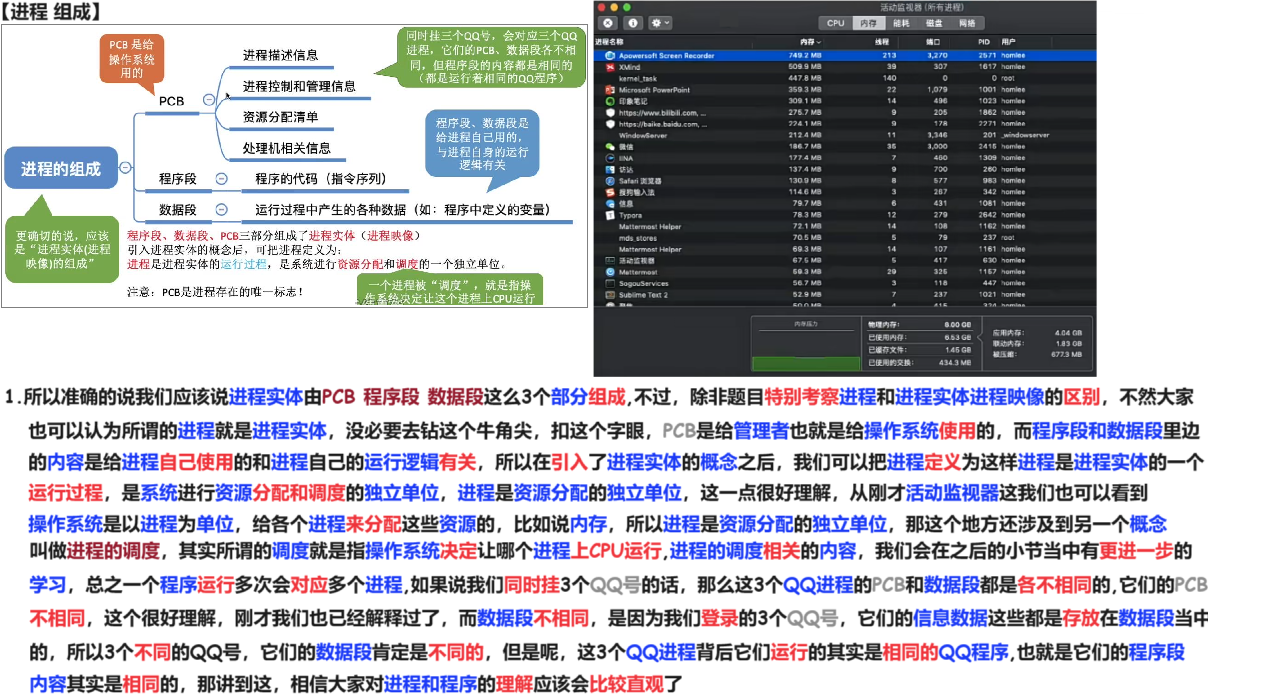 【进程 组成】
PCB 是给
操作系统
用的
同时挂三个QQ号，会对应三个QQ
进程，它们的PCB、数据段各不相
同，但程序段的内容都是相同的
（都是运行着相同的QQ程序）
进程描述信息
进程控制和管理信息
PCB
资源分配清单
处理机相关信息
程序段、数据段是
给进程自己用的，
与进程自身的运行
逻辑有关
进程的组成
程序段
程序的代码（指令序列）
数据段
运行过程中产生的各种数据（如：程序中定义的变量）
更确切的说，应该
是“进程实体(进程
映像)的组成”
程序段、数据段、PCB三部分组成了进程实体（进程映像）
引入进程实体的概念后，可把进程定义为：
进程是进程实体的运行过程，是系统进行资源分配和调度的一个独立单位。
注意：PCB是进程存在的唯一标志！
一个进程被“调度”，就是指操
作系统决定让这个进程上CPU运行
活动监视器 (所有进程)
CPU 内存 能耗 磁盘 网络
进程名称 内存 线程 端口 PID 用户
Apowersoft Screen Recorder 749.2 MB 213 3,270 2571 homlee
XMind 509.9 MB 39 307 1617 homlee
kernel_task 447.8 MB 140 0 0 root
Microsoft PowerPoint 359.3 MB 22 1,079 1001 homlee
印象笔记 309.1 MB 14 496 1023 homlee
https://www.bilibili.com, ... 275.7 MB 9 205 1862 homlee
https://baike.baidu.com, ... 224.1 MB 9 178 2271 homlee
WindowServer 212.4 MB 11 3,346 201 _windowserver
微信 186.7 MB 35 3,000 2415 homlee
IINA 177.4 MB 7 460 1309 homlee
访达 137.4 MB 9 700 260 homlee
Safari 浏览器 130.9 MB 8 577 983 homlee
搜狗输入法 114.6 MB 3 267 342 homlee
信息 79.7 MB 6 431 1081 homlee
Typora 78.3 MB 12 279 2642 homlee
Mattermost Helper 72.1 MB 14 108 1162 homlee
mds_stores 70.5 MB 5 79 237 root
Mattermost Helper 69.3 MB 14 107 1161 homlee
活动监视器 67.5 MB 5 417 630 homlee
Mattermost 59.3 MB 29 325 1157 homlee
SogouServices 56.7 MB 3 118 447 homlee
Sublime Text 2 52.9 MB 7 237 1021 homlee
内存压力
物理内存： 8.00 GB
已使用内存： 6.53 GB
已缓存文件： 1.45 GB
已使用的交换： 434.3 MB
应用内存： 4.04 GB
联动内存： 1.83 GB
被压缩： 677.3 MB
1.所以准确的说我们应该说进程实体由PCB 程序段 数据段这么3个部分组成,不过，除非题目特别考察进程和进程实体进程映像的区别，不然大家
也可以认为所谓的进程就是进程实体，没必要去钻这个牛角尖，扣这个字眼，PCB是给管理者也就是给操作系统使用的，而程序段和数据段里边
的内容是给进程自己使用的和进程自己的运行逻辑有关，所以在引入了进程实体的概念之后，我们可以把进程定义为这样进程是进程实体的一个
运行过程，是系统进行资源分配和调度的独立单位，进程是资源分配的独立单位，这一点很好理解，从刚才活动监视器这我们也可以看到
操作系统是以进程为单位，给各个进程来分配这些资源的，比如说内存，所以进程是资源分配的独立单位，那这个地方还涉及到另一个概念
叫做进程的调度，其实所谓的调度就是指操作系统决定让哪个进程上CPU运行,进程的调度相关的内容，我们会在之后的小节当中有更进一步的
学习，总之一个程序运行多次会对应多个进程,如果说我们同时挂3个QQ号的话，那么这3个QQ进程的PCB和数据段都是各不相同的,它们的PCB
不相同，这个很好理解，刚才我们也已经解释过了，而数据段不相同，是因为我们登录的3个QQ号，它们的信息数据这些都是存放在数据段当中
的，所以3个不同的QQ号，它们的数据段肯定是不同的，但是呢，这3个QQ进程背后它们运行的其实是相同的QQ程序,也就是它们的程序段
内容其实是相同的，那讲到这，相信大家对进程和程序的理解应该会比较直观了